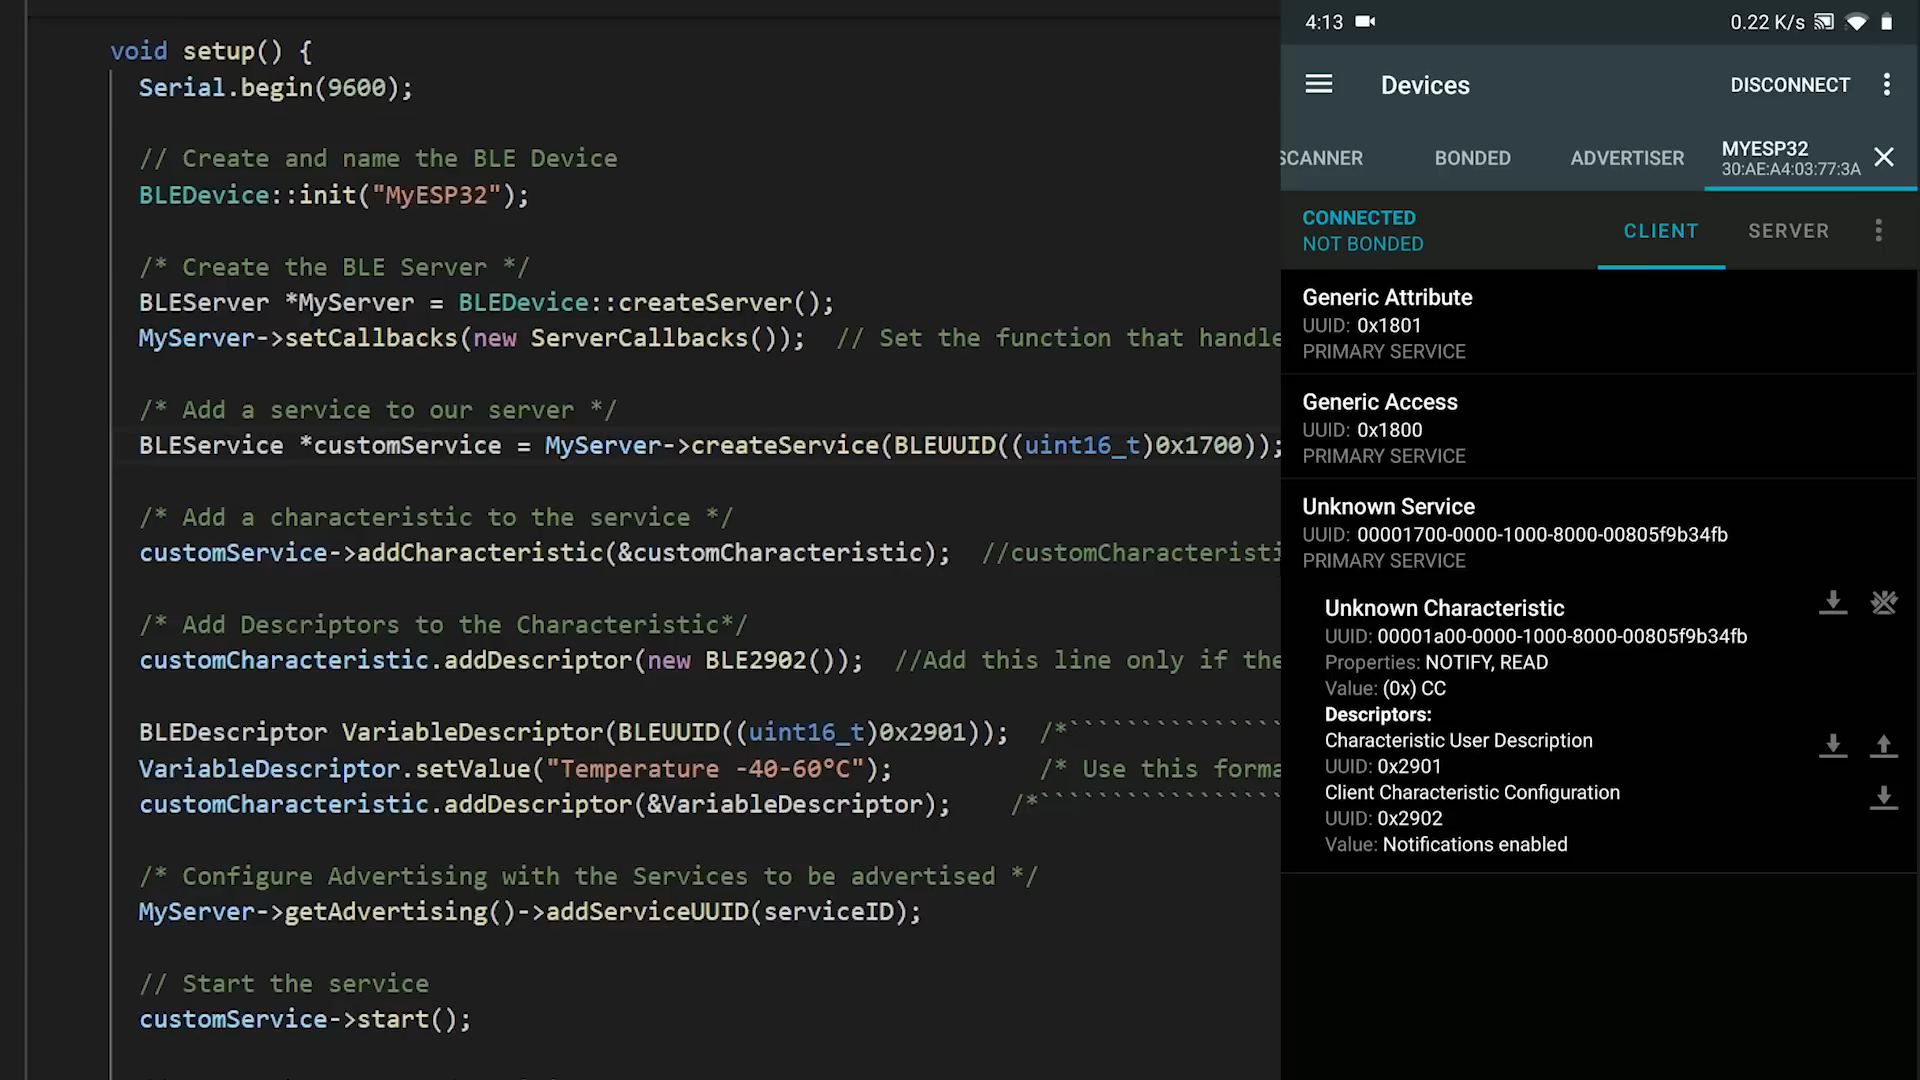 void setup() {
Serial.begin(9600);
// Create and name the BLE Device
BLEDevice::init("MyESP32");
/* Create the BLE Server */
BLEServer *MyServer = BLEDevice::createServer();
MyServer->setCallbacks(new ServerCallbacks());  // Set the function that handle
/* Add a service to our server */
BLEService *customService = MyServer->createService(BLEUUID((uint16_t)0x1700));
/* Add a characteristic to the service */
customService->addCharacteristic(&customCharacteristic);  //customCharacteristi
/* Add Descriptors to the Characteristic*/
customCharacteristic.addDescriptor(new BLE2902());  //Add this line only if the
BLEDescriptor VariableDescriptor(BLEUUID((uint16_t)0x2901));  /*```````````````
VariableDescriptor.setValue("Temperature -40-60°C");          /* Use this forma
customCharacteristic.addDescriptor(&VariableDescriptor);    /*`````````````````
/* Configure Advertising with the Services to be advertised */
MyServer->getAdvertising()->addServiceUUID(serviceID);
// Start the service
customService->start();
4:13
0.22 K/s
Devices
DISCONNECT
SCANNER
BONDED
ADVERTISER
MYESP32
30:AE:A4:03:77:3A
CONNECTED
NOT BONDED
CLIENT
SERVER
Generic Attribute
UUID: 0x1801
PRIMARY SERVICE
Generic Access
UUID: 0x1800
PRIMARY SERVICE
Unknown Service
UUID: 00001700-0000-1000-8000-00805f9b34fb
PRIMARY SERVICE
Unknown Characteristic
UUID: 00001a00-0000-1000-8000-00805f9b34fb
Properties: NOTIFY, READ
Value: (0x) CC
Descriptors:
Characteristic User Description
UUID: 0x2901
Client Characteristic Configuration
UUID: 0x2902
Value: Notifications enabled